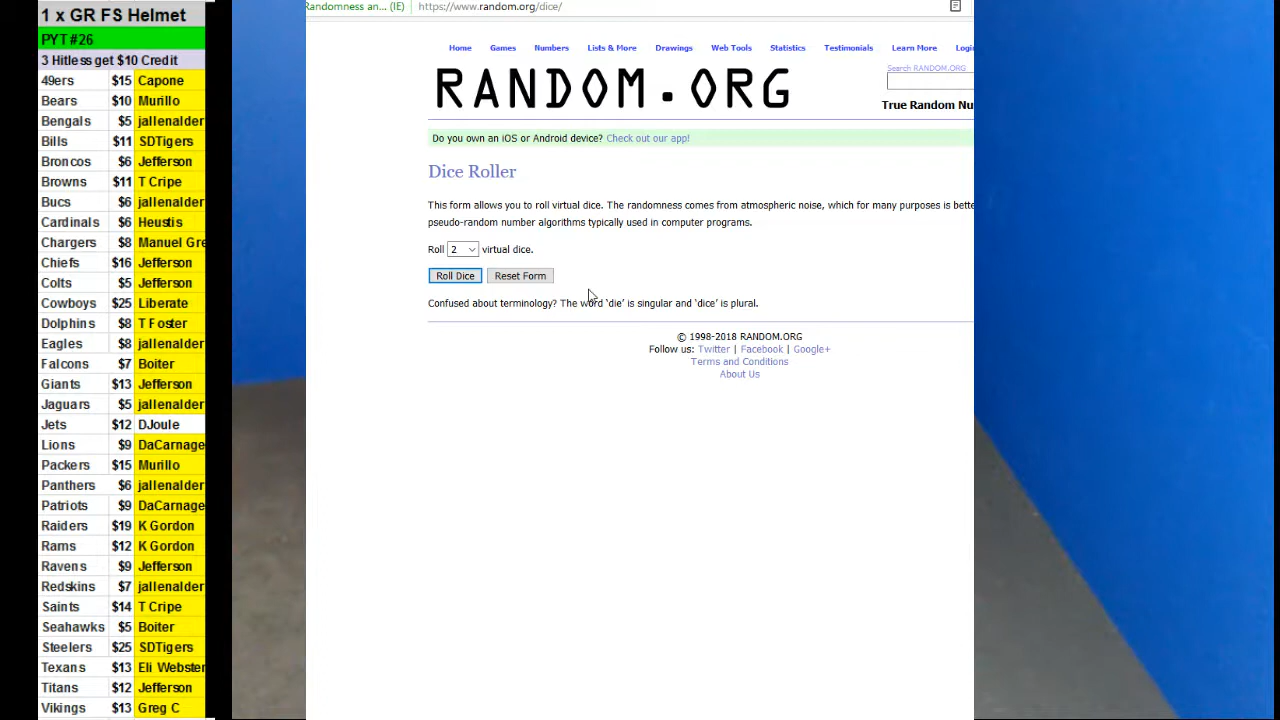 1 x GR FS Helmet
PYT #26
3 Hitless get $10 Credit
49ers $15 Capone
Bears $10 Murillo
Bengals $5 jallenalder
Bills $11 SDTigers
Broncos $6 Jefferson
Browns $11 T Cripe
Bucs $6 jallenalder
Cardinals $6 Heustis
Chargers $8 Manuel Gre
Chiefs $16 Jefferson
Colts $5 Jefferson
Cowboys $25 Liberate
Dolphins $8 T Foster
Eagles $8 jallenalder
Falcons $7 Boiter
Giants $13 Jefferson
Jaguars $5 jallenalder
Jets $12 DJoule
Lions $9 DaCarnage
Packers $15 Murillo
Panthers $6 jallenalder
Patriots $9 DaCarnage
Raiders $19 K Gordon
Rams $12 K Gordon
Ravens $9 Jefferson
Redskins $7 jallenalder
Saints $14 T Cripe
Seahawks $5 Boiter
Steelers $25 SDTigers
Texans $13 Eli Webster
Titans $12 Jefferson
Vikings $13 Greg C
Randomness an... (IE) https://www.random.org/dice/
Home Games Numbers Lists & More Drawings Web Tools Statistics Testimonials Learn More Login
RANDOM.ORG
Search RANDOM.ORG
True Random Nu
Do you own an iOS or Android device? Check out our app!
Dice Roller
This form allows you to roll virtual dice. The randomness comes from atmospheric noise, which for many purposes is bette
pseudo-random number algorithms typically used in computer programs.
Roll 2 virtual dice.
Roll Dice Reset Form
Confused about terminology? The word ‘die’ is singular and ‘dice’ is plural.
© 1998-2018 RANDOM.ORG
Follow us: Twitter | Facebook | Google+
Terms and Conditions
About Us